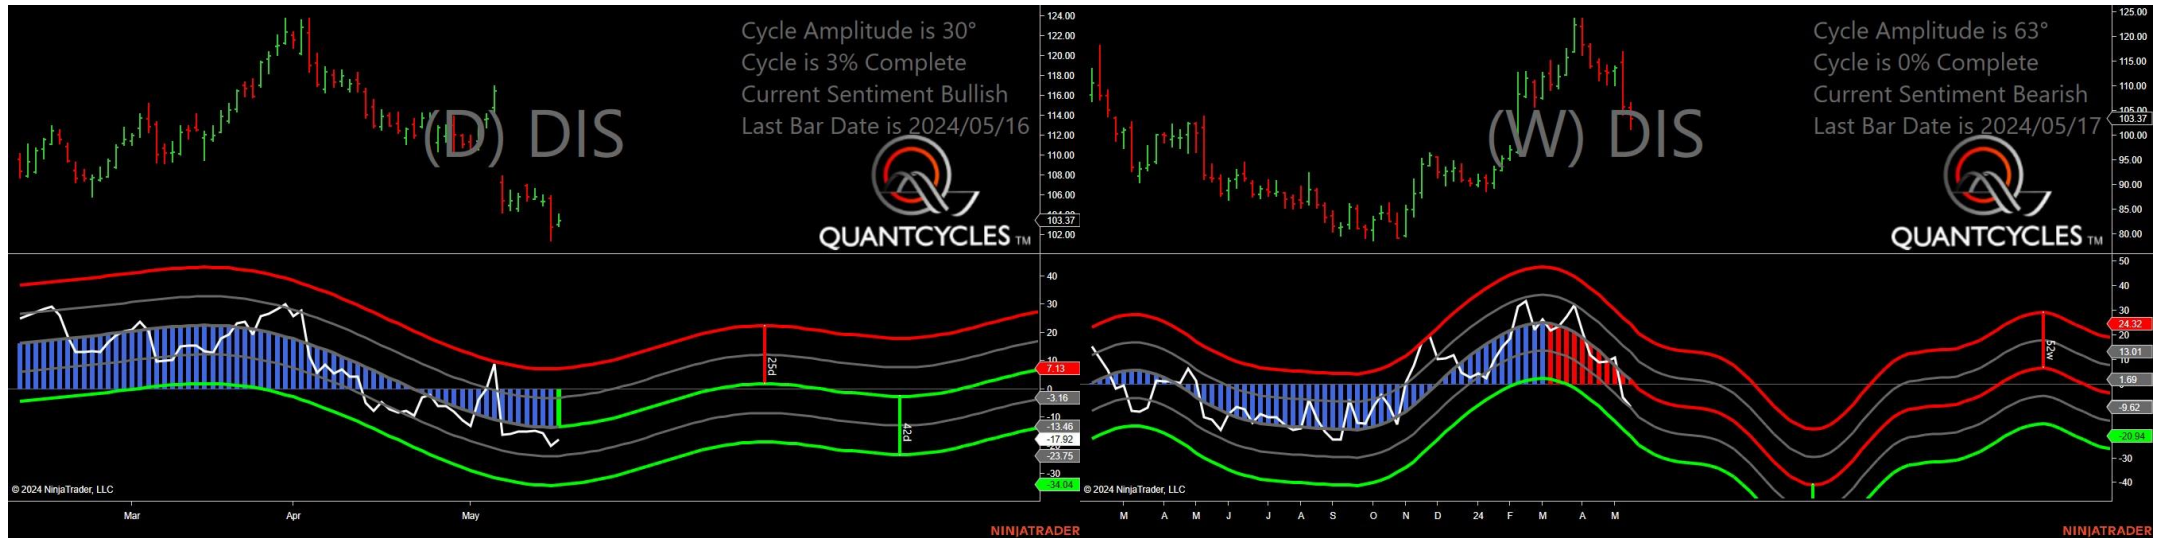 Cycle Amplitude is 30°
Cycle is 3% Complete
Current Sentiment Bullish
Last Bar Date is 2024/05/16
(D) DIS
QUANTCYCLES TM
124.00
122.00
120.00
118.00
116.00
114.00
112.00
110.00
108.00
106.00
103.37
102.00
40
30
20
10
7.13
0
-3.16
-10
-13.46
-17.92
-23.75
-30
-34.04
25d
42d
© 2024 NinjaTrader, LLC
Mar Apr May
NINJATRADER
Cycle Amplitude is 63°
Cycle is 0% Complete
Current Sentiment Bearish
Last Bar Date is 2024/05/17
(W) DIS
QUANTCYCLES TM
125.00
120.00
115.00
110.00
105.00
103.37
100.00
95.00
90.00
85.00
80.00
50
40
30
24.32
20
13.01
10
1.69
-9.62
-20.94
-30
-40
52w
© 2024 NinjaTrader, LLC
M A M J J A S O N D 24 F M A M
NINJATRADER